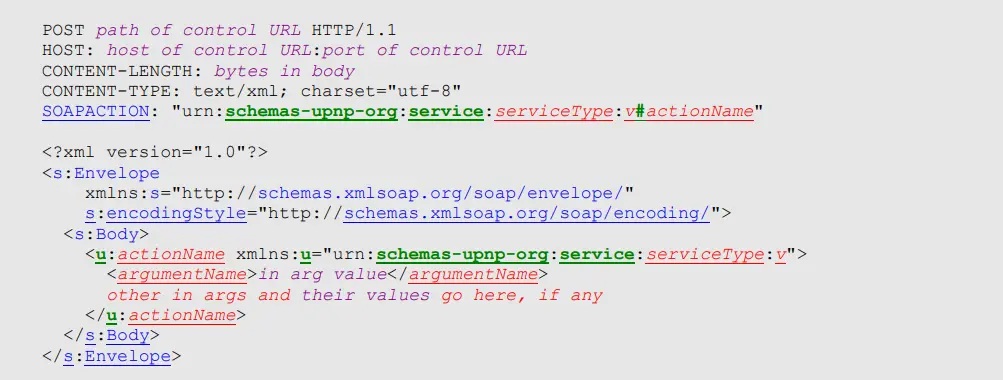 POST path of control URL HTTP/1.1
HOST: host of control URL:port of control URL
CONTENT-LENGTH: bytes in body
CONTENT-TYPE: text/xml; charset="utf-8"
SOAPACTION: "urn:schemas-upnp-org:service:serviceType:v#actionName"

<?xml version="1.0"?>
<s:Envelope
    xmlns:s="http://schemas.xmlsoap.org/soap/envelope/"
    s:encodingStyle="http://schemas.xmlsoap.org/soap/encoding/">
  <s:Body>
    <u:actionName xmlns:u="urn:schemas-upnp-org:service:serviceType:v">
      <argumentName>in arg value</argumentName>
      other in args and their values go here, if any
    </u:actionName>
  </s:Body>
</s:Envelope>